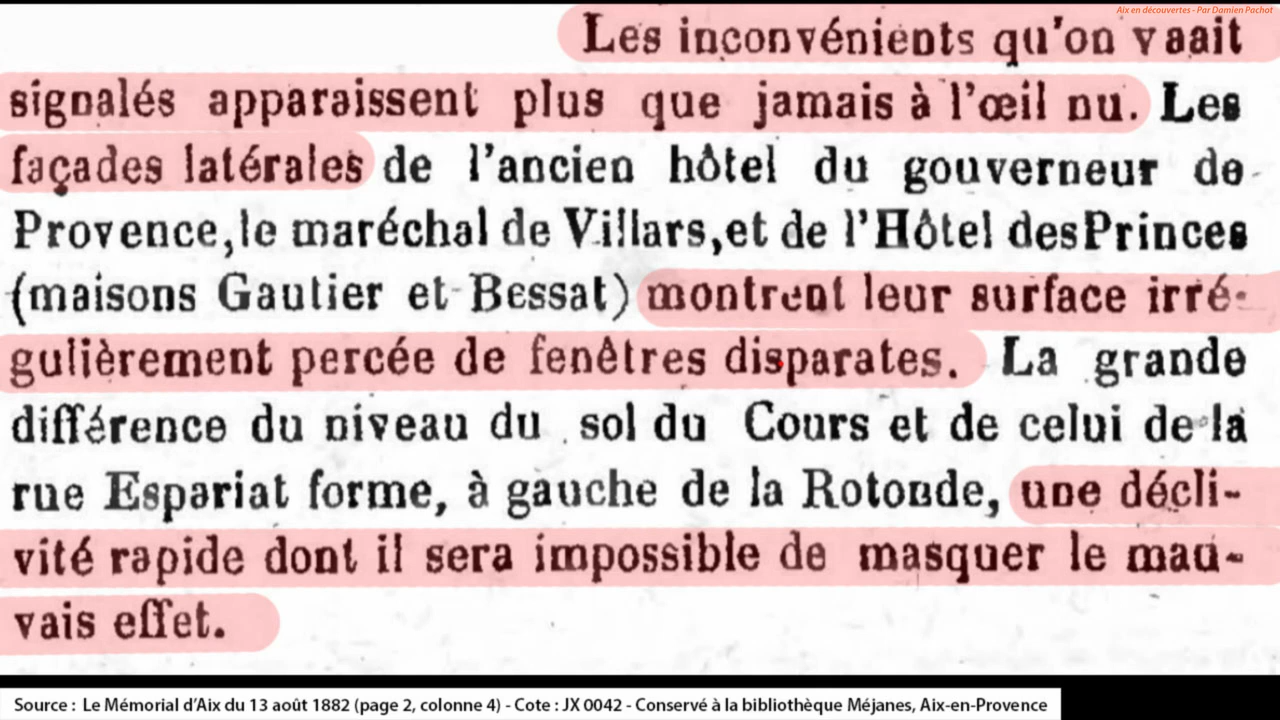 Aix en découvertes - Par Damien Pachot
Les inconvénients qu'on vaait
signalés apparaissent plus que jamais à l'œil nu. Les
façades latérales de l'ancien hôtel du gouverneur de
Provence, le maréchal de Villars, et de l'Hôtel des Princes
(maisons Gautier et Bessat) montrent leur surface irré-
gulièrement percée de fenêtres disparates. La grande
différence du niveau du sol du Cours et de celui de la
rue Espariat forme, à gauche de la Rotonde, une décli-
vité rapide dont il sera impossible de masquer le mau-
vais effet.
Source : Le Mémorial d'Aix du 13 août 1882 (page 2, colonne 4) - Cote : JX 0042 - Conservé à la bibliothèque Méjanes, Aix-en-Provence